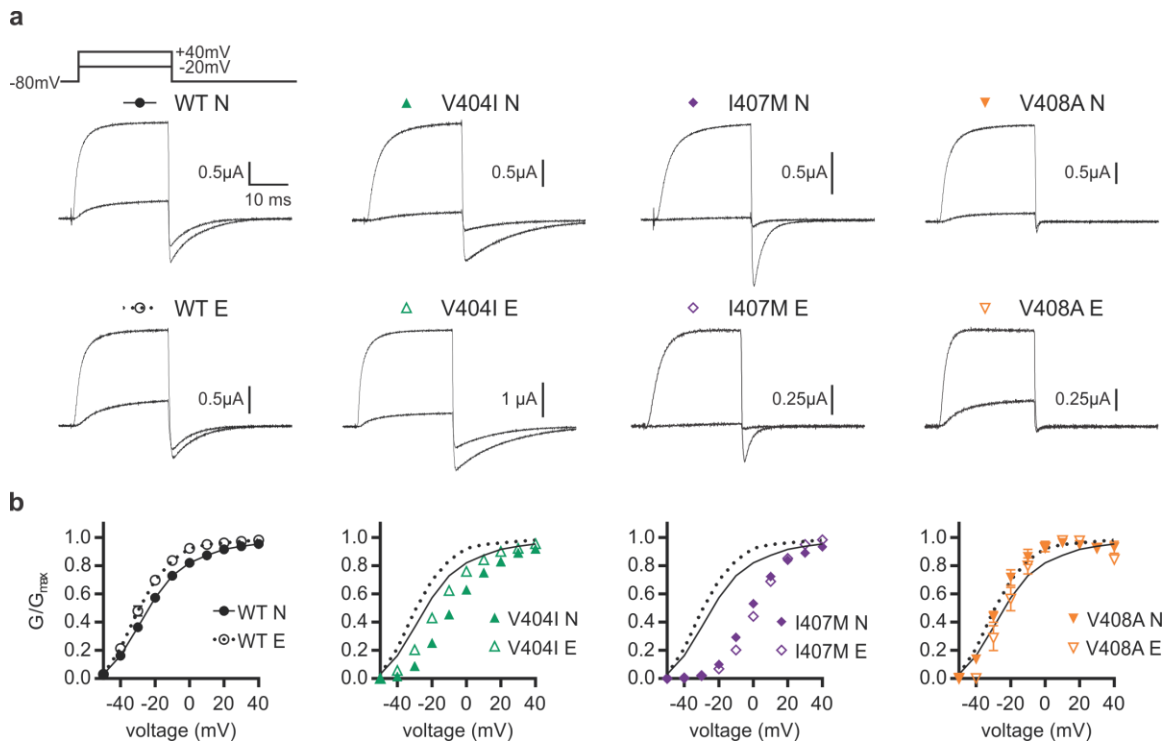 a
+40mV
-20mV
-80mV
WT N
V404I N
I407M N
V408A N
0.5µA
10 ms
0.5µA
0.5µA
0.5µA
WT E
V404I E
I407M E
V408A E
0.5µA
1 µA
0.25µA
0.25µA
b
G/Gmax
1.0
0.8
0.6
0.4
0.2
0.0
WT N
WT E
-40 -20 0 20 40
voltage (mV)
1.0
0.8
0.6
0.4
0.2
0.0
V404I N
V404I E
-40 -20 0 20 40
voltage (mV)
1.0
0.8
0.6
0.4
0.2
0.0
I407M N
I407M E
-40 -20 0 20 40
voltage (mV)
1.0
0.8
0.6
0.4
0.2
0.0
V408A N
V408A E
-40 -20 0 20 40
voltage (mV)